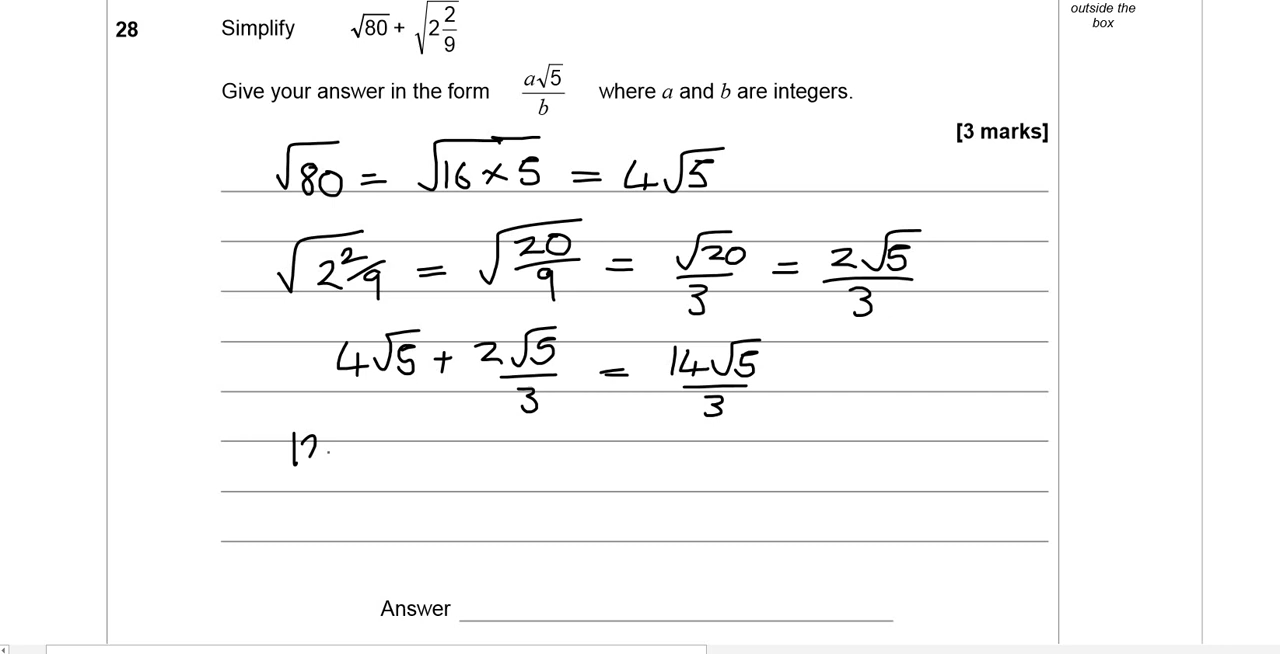 outside the
box
28 Simplify √80 + √2 2/9
Give your answer in the form a√5/b where a and b are integers.
[3 marks]
√80 = √16 × 5 = 4√5
√2 2/9 = √20/9 = √20/3 = 2√5/3
4√5 + 2√5/3 = 14√5/3
Answer